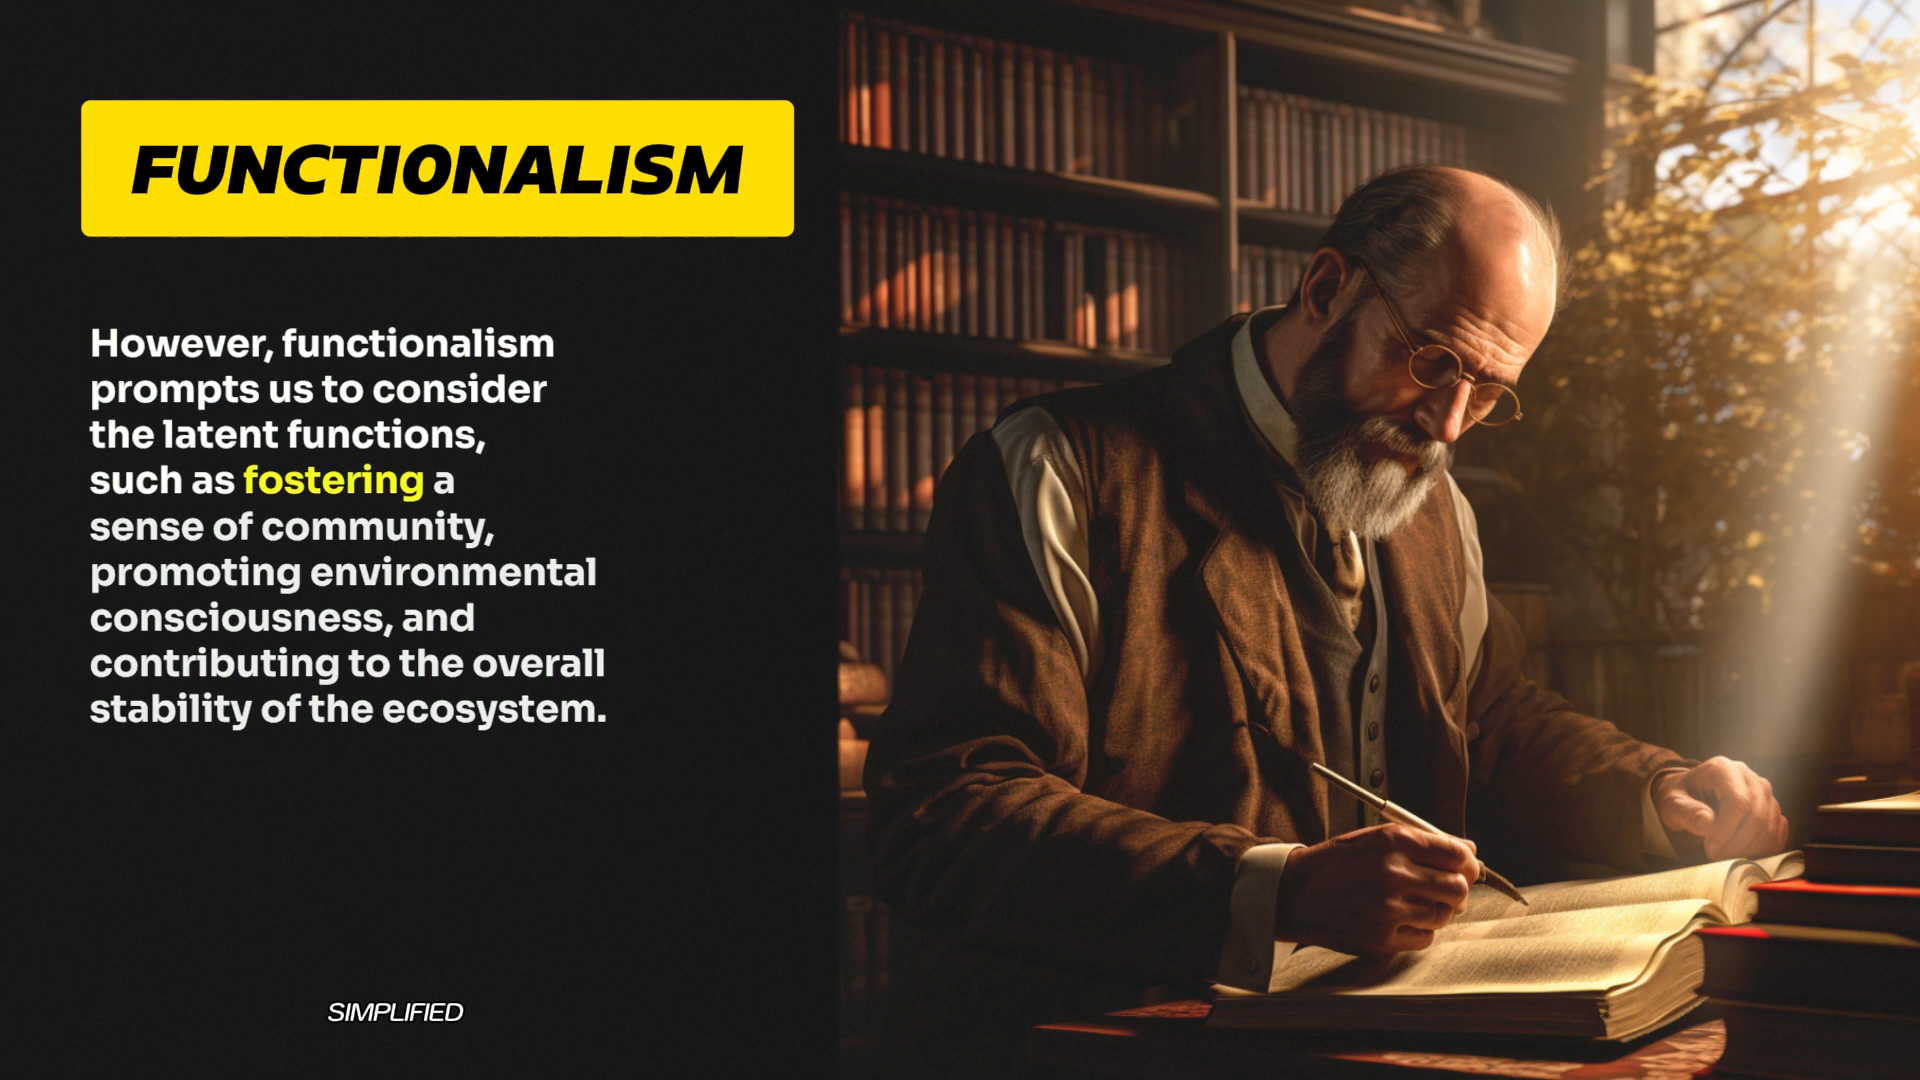 FUNCTIONALISM
However, functionalism
prompts us to consider
the latent functions,
such as fostering a
sense of community,
promoting environmental
consciousness, and
contributing to the overall
stability of the ecosystem.
SIMPLIFIED